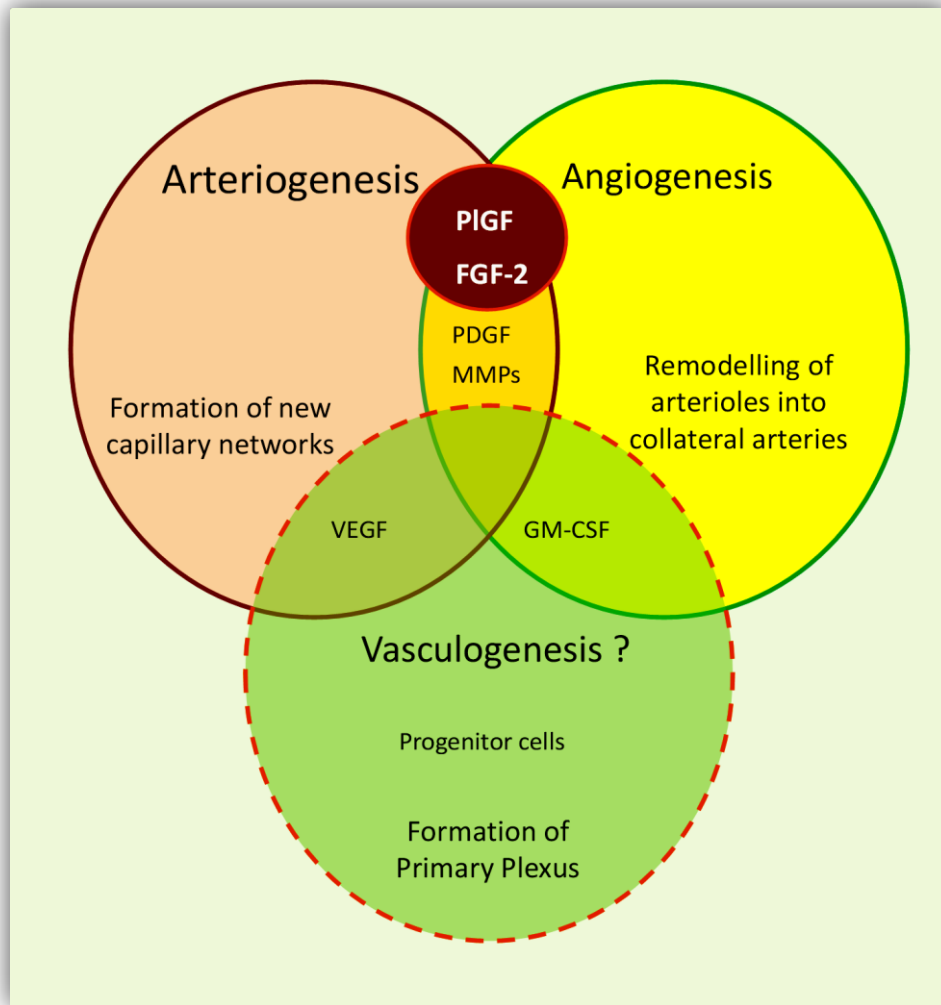 Arteriogenesis
Angiogenesis
PlGF
FGF-2
PDGF
MMPs
Formation of new
capillary networks
Remodelling of
arterioles into
collateral arteries
VEGF
GM-CSF
Vasculogenesis ?
Progenitor cells
Formation of
Primary Plexus